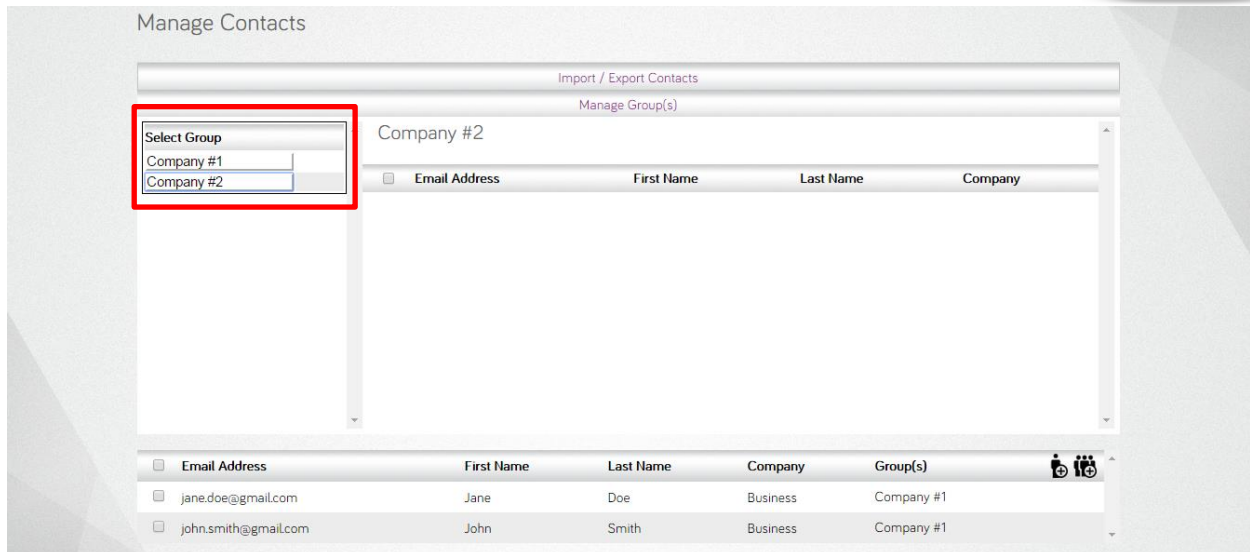 Manage Contacts
Import / Export Contacts
Manage Group(s)
Select Group
Company #1
Company #2
Company #2
Email Address First Name Last Name Company
Email Address First Name Last Name Company Group(s)
jane.doe@gmail.com Jane Doe Business Company #1
john.smith@gmail.com John Smith Business Company #1